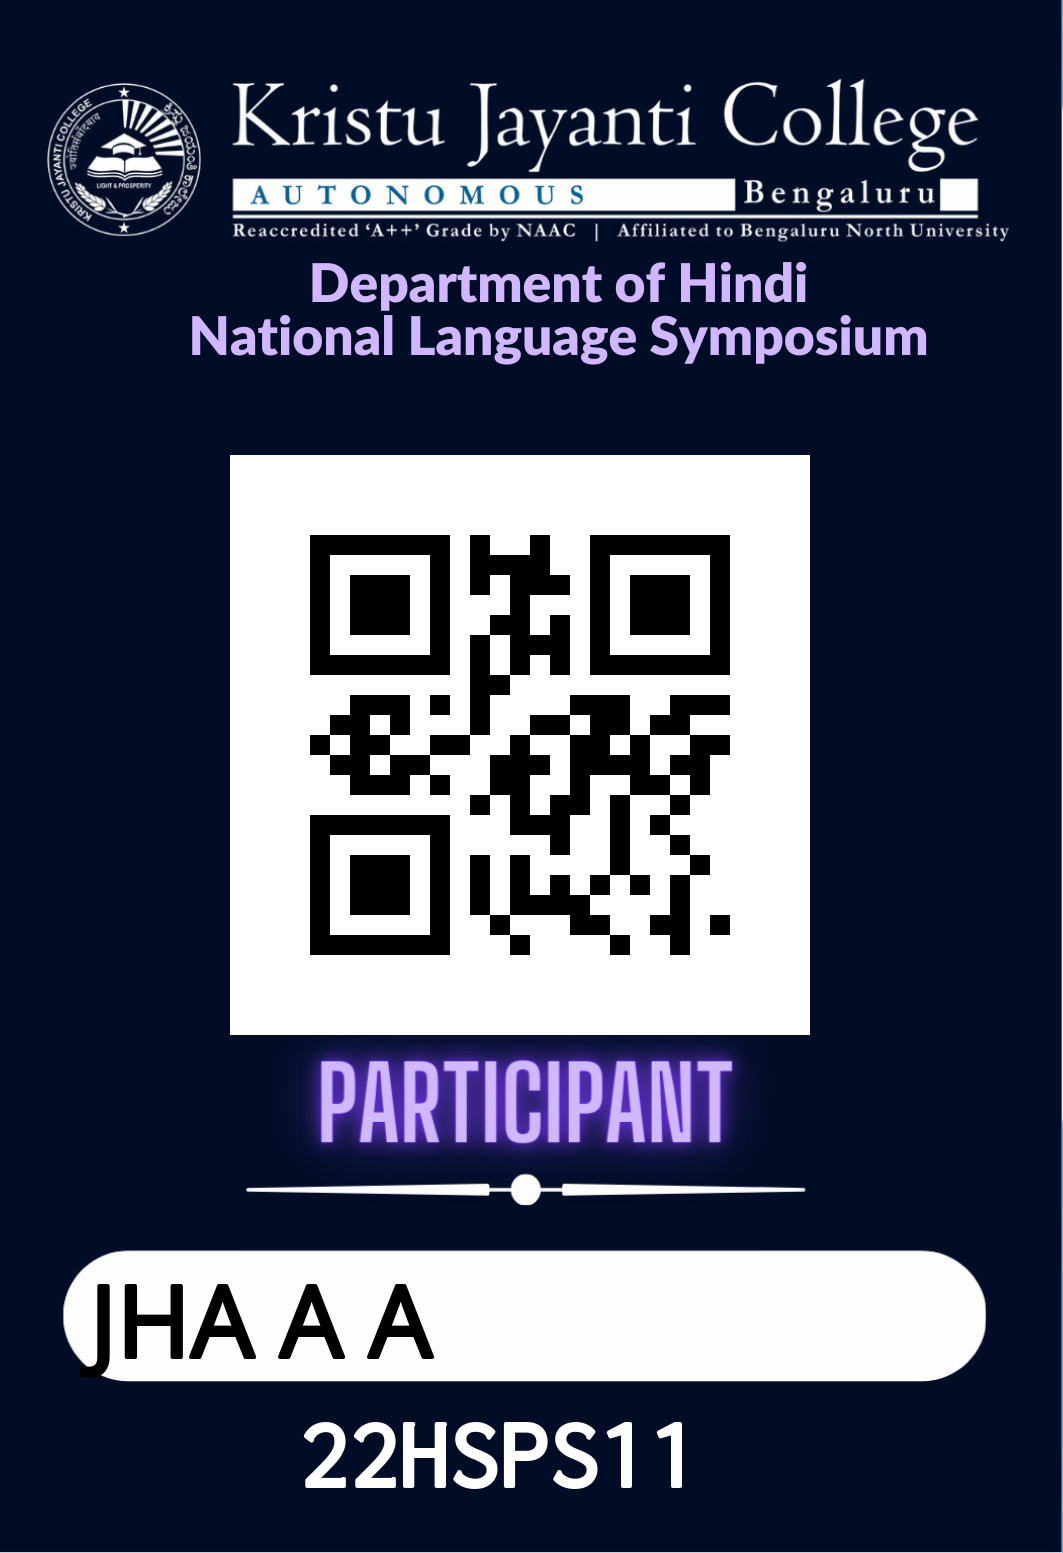 KRISTU JAYANTI COLLEGE
LIGHT & PROSPERITY
Kristu Jayanti College
AUTONOMOUS Bengaluru
Reaccredited ‘A++’ Grade by NAAC | Affiliated to Bengaluru North University
Department of Hindi
National Language Symposium
PARTICIPANT
JHA A A
22HSPS11